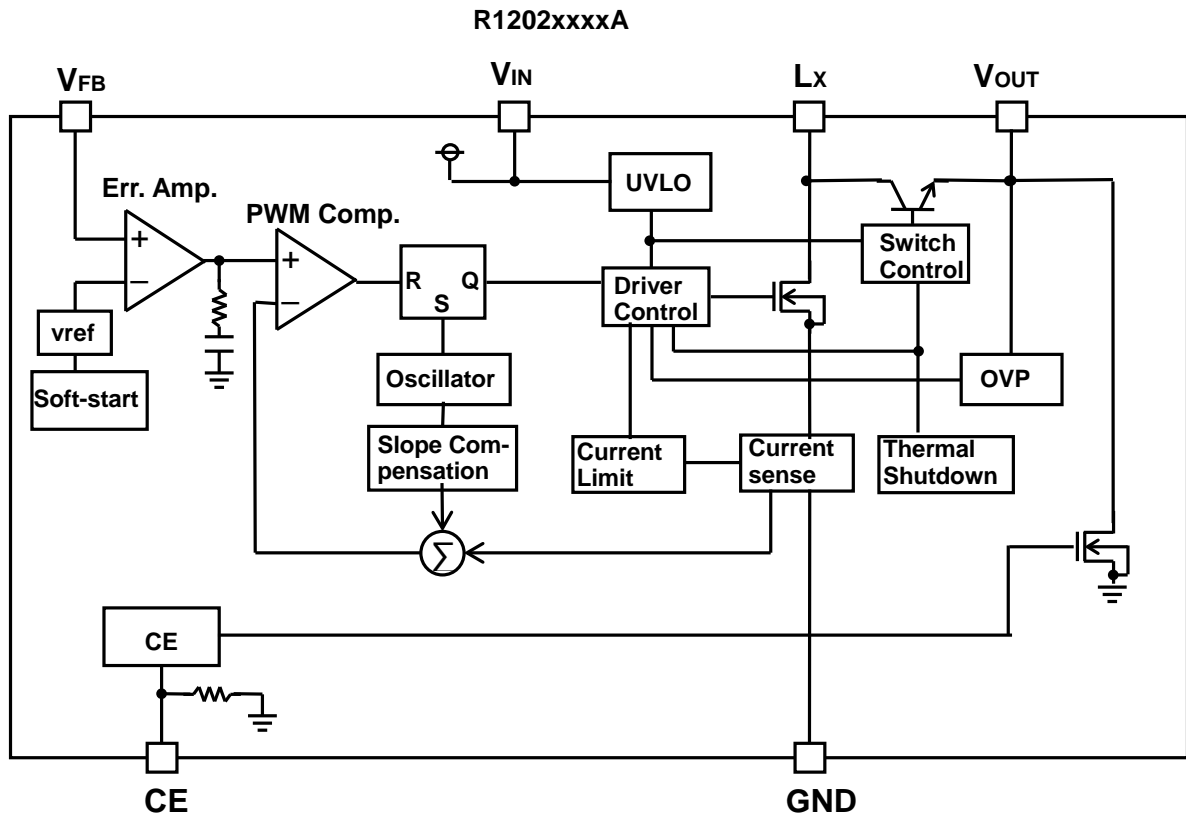 R1202xxxxA
VFB
VIN
LX
VOUT
Err. Amp.
PWM Comp.
UVLO
Switch
Control
+
−
+
−
R
Q
S
Driver
Control
vref
Soft-start
Oscillator
OVP
Slope Com-
pensation
Current
Limit
Current
sense
Thermal
Shutdown
∑
CE
CE
GND